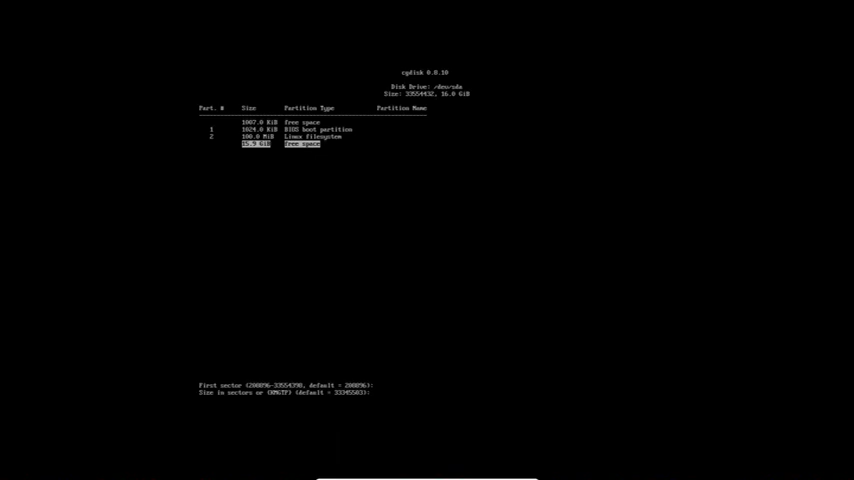 cgdisk 0.8.10
Disk Drive: /dev/sda
Size: 33554432, 16.0 GiB
Part. # Size Partition Type Partition Name
1007.0 KiB free space
1 1024.0 KiB BIOS boot partition
2 100.0 MiB Linux filesystem
15.9 GiB free space
First sector (208896-33554398, default = 208896):
Size in sectors or {KMGTP} (default = 33345503):